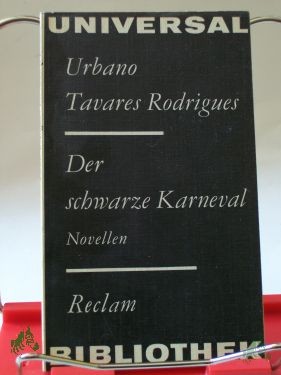 UNIVERSAL
Urbano
Tavares Rodrigues
Der
schwarze Karneval
Novellen
Reclam
BIBLIOTHEK